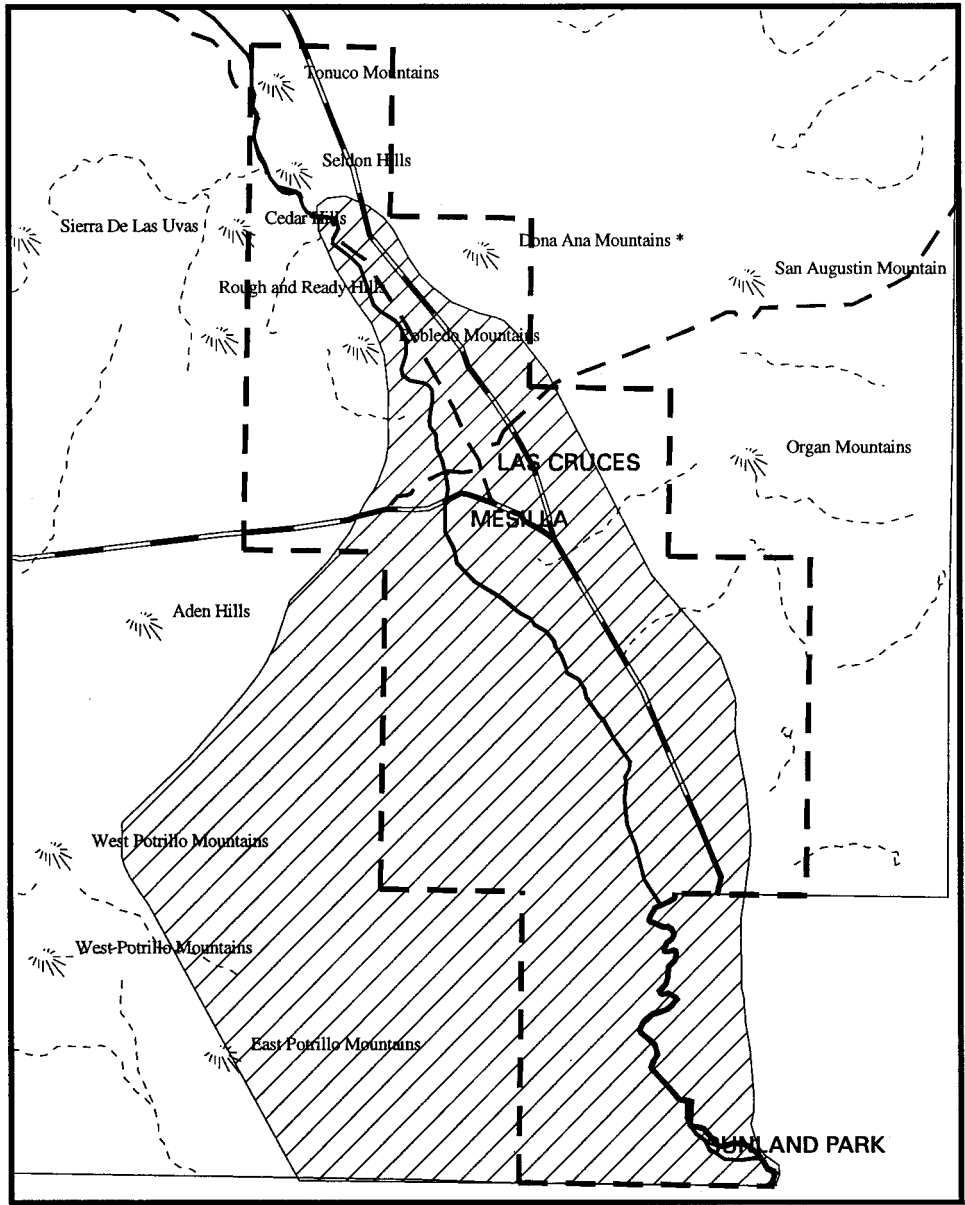 Tonuco Mountains
Seldon Hills
Cedar Hills
Sierra De Las Uvas
Dona Ana Mountains *
San Augustin Mountain
Rough and Ready Hills
Robledo Mountains
Organ Mountains
LAS CRUCES
MESILLA
Aden Hills
West Potrillo Mountains
West Potrillo Mountains
East Potrillo Mountains
SUNLAND PARK